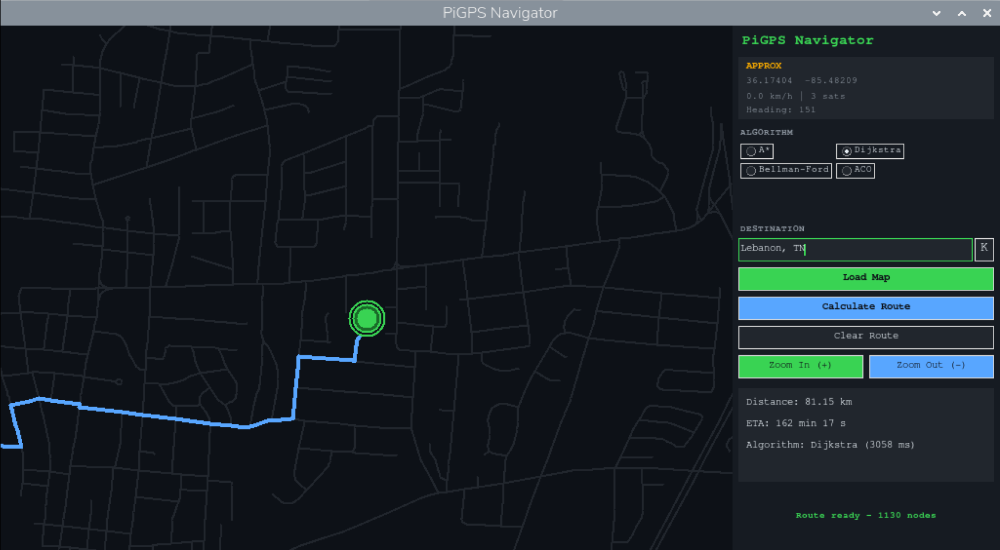 PiGPS Navigator
PiGPS Navigator
APPROX
36.17404 -85.48209
0.0 km/h | 3 sats
Heading: 151
ALGORITHM
A* Dijkstra
Bellman-Ford ACO
DESTINATION
Lebanon, TN K
Load Map
Calculate Route
Clear Route
Zoom In (+) Zoom Out (-)
Distance: 81.15 km
ETA: 162 min 17 s
Algorithm: Dijkstra (3058 ms)
Route ready - 1130 nodes